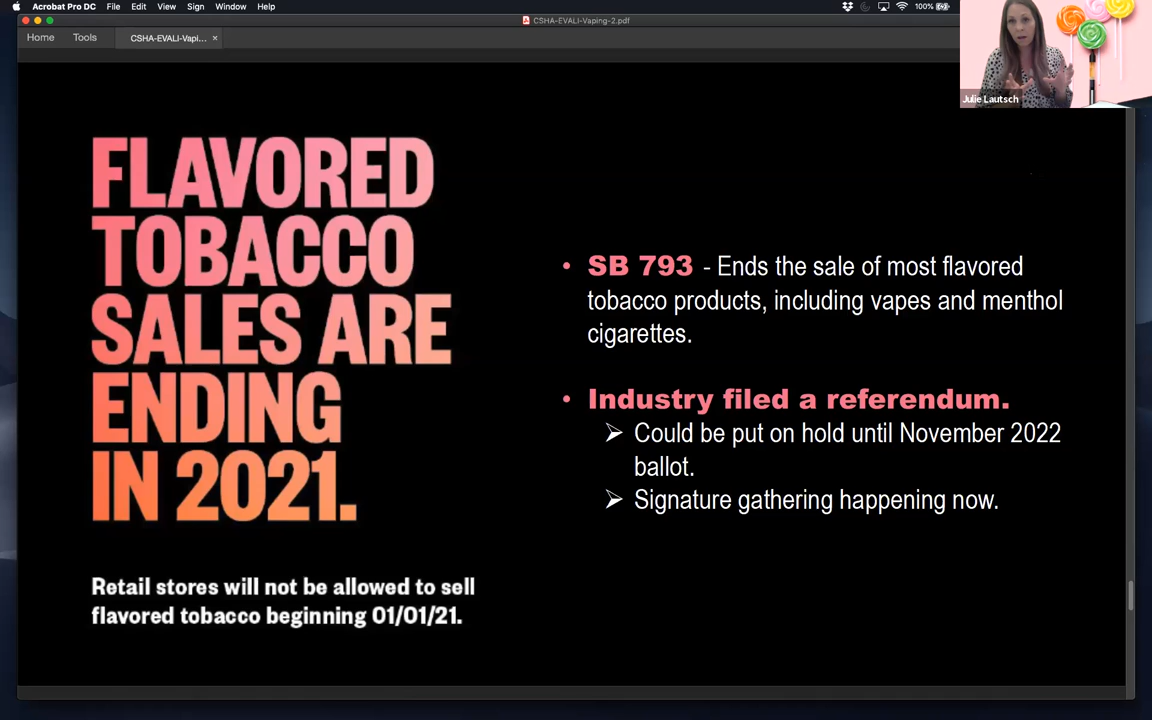 Acrobat Pro DC File Edit View Sign Window Help 100%
CSHA-EVALI-Vaping-2.pdf
Home Tools CSHA-EVALI-Vapi... ×
Julie Lautsch
FLAVORED
TOBACCO
SALES ARE
ENDING
IN 2021.
Retail stores will not be allowed to sell
flavored tobacco beginning 01/01/21.
• SB 793 - Ends the sale of most flavored
tobacco products, including vapes and menthol
cigarettes.
• Industry filed a referendum.
➢ Could be put on hold until November 2022
ballot.
➢ Signature gathering happening now.